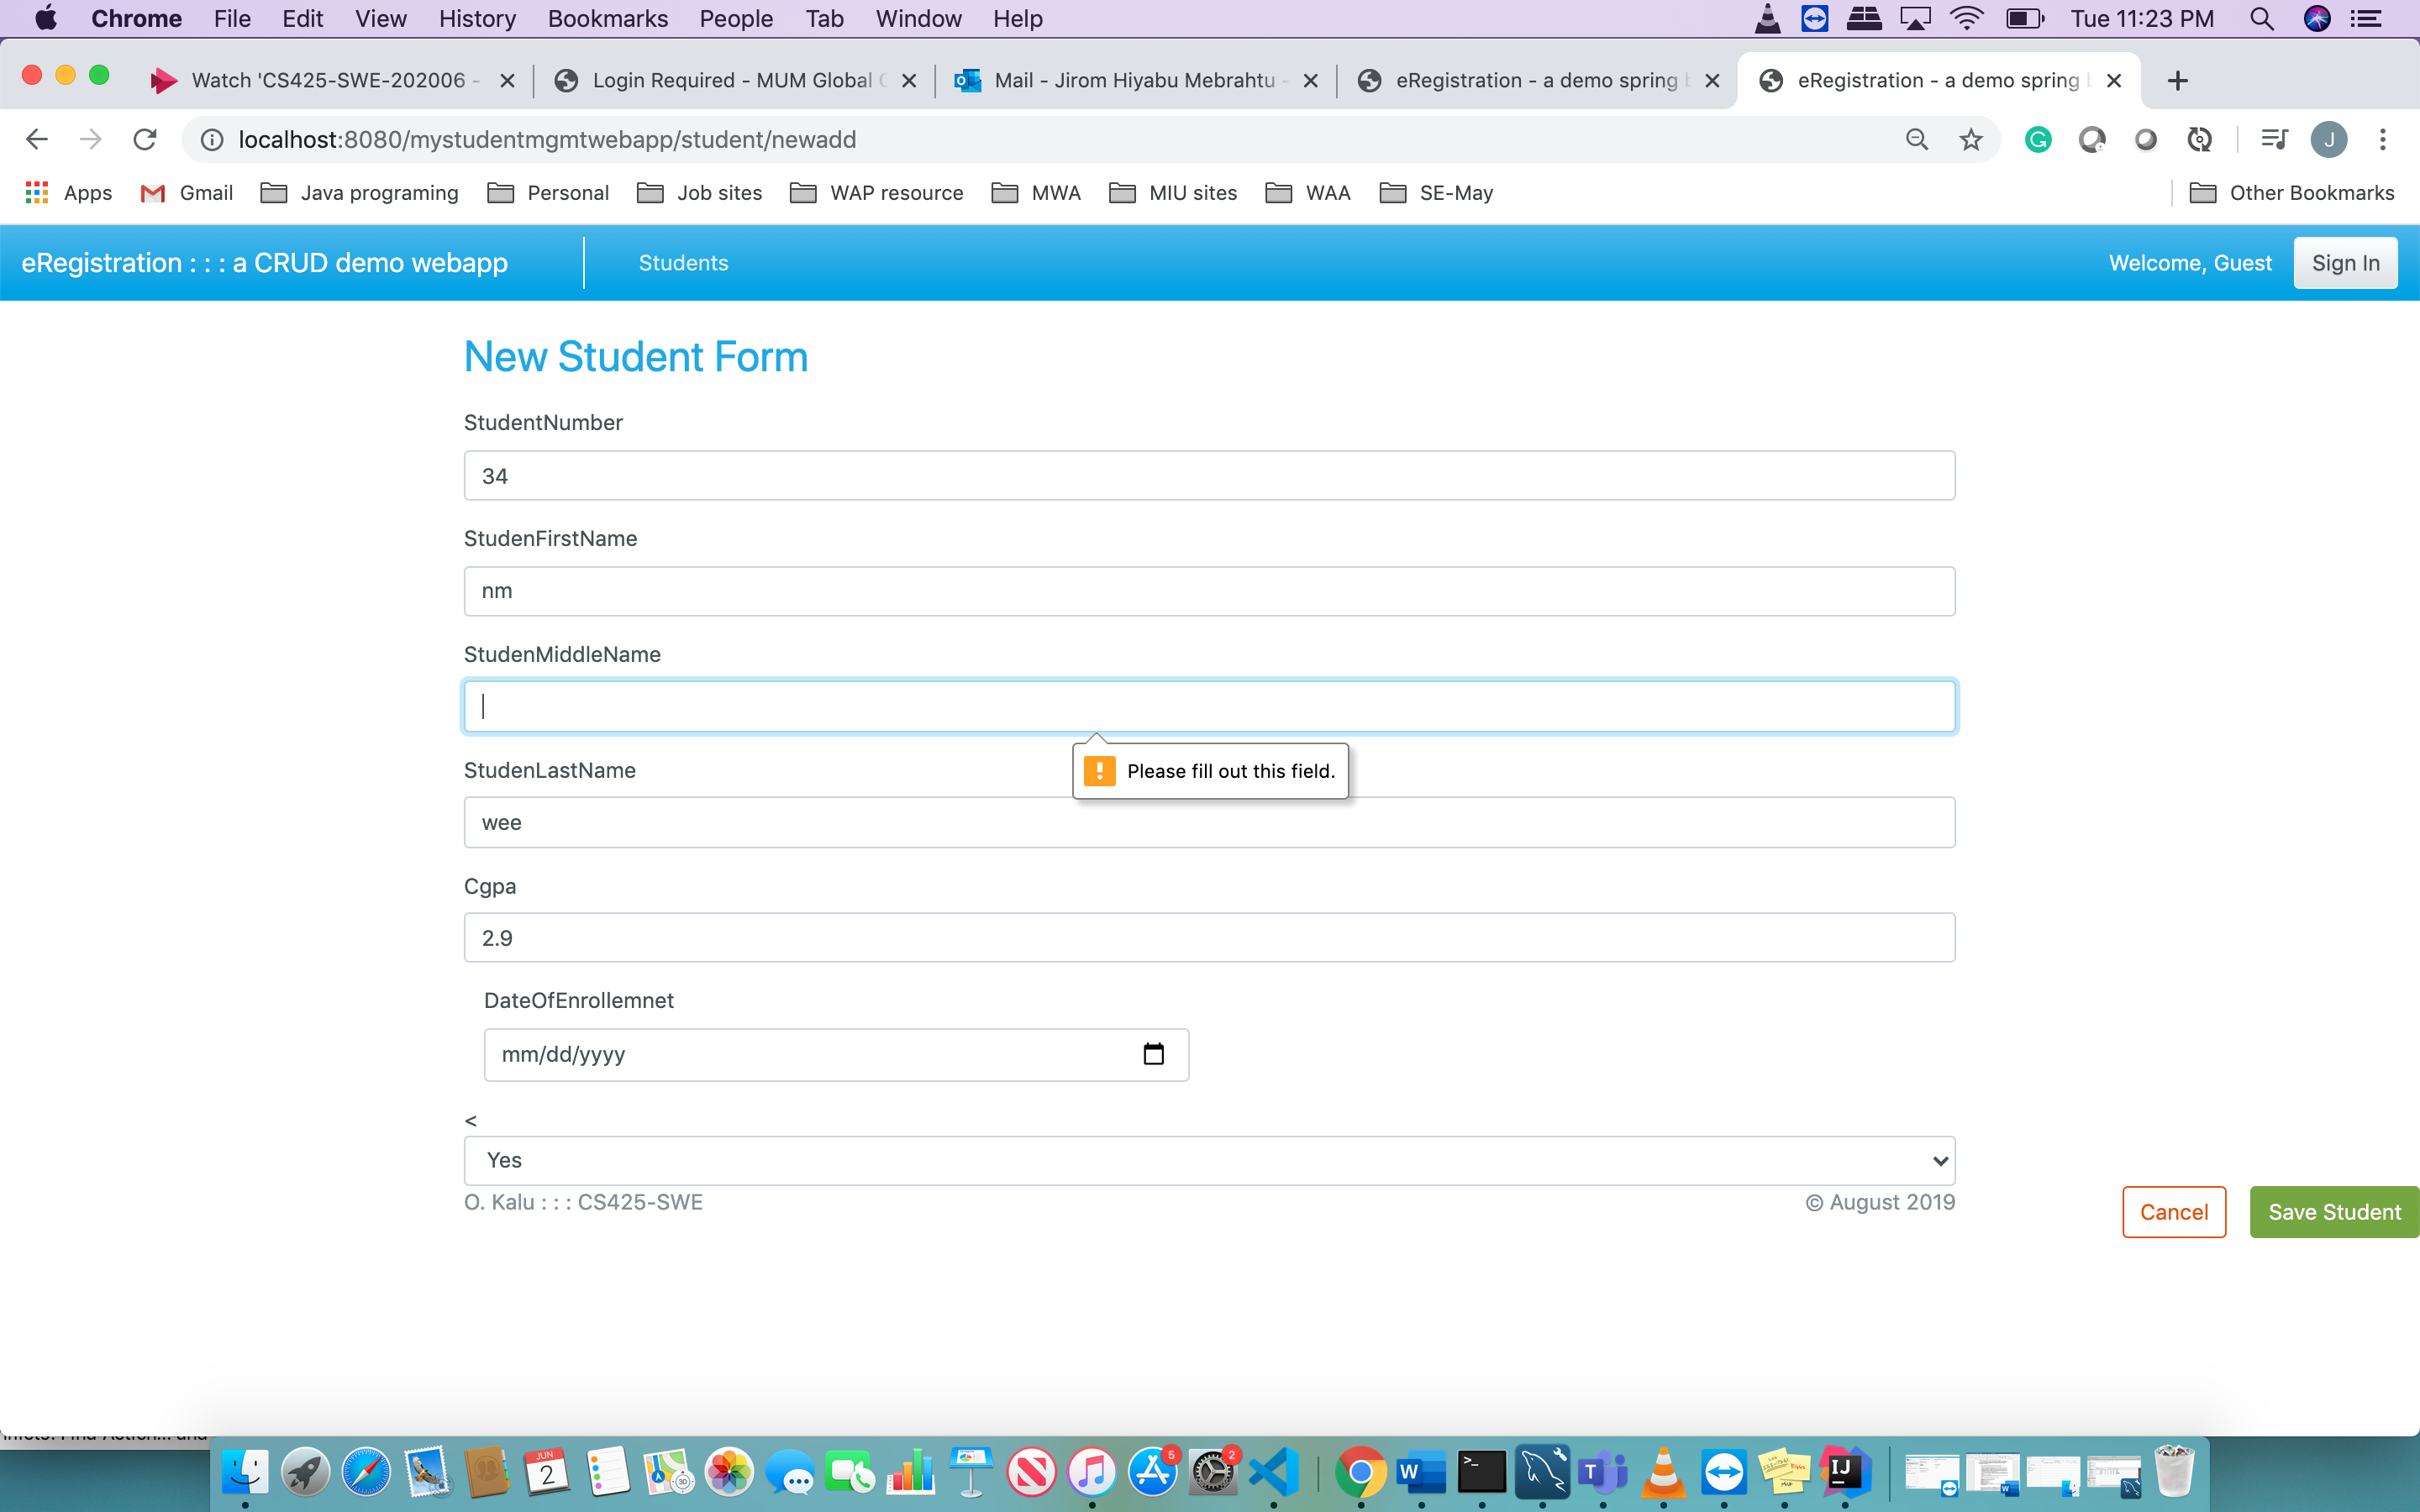 Chrome File Edit View History Bookmarks People Tab Window Help Tue 11:23 PM
Watch 'CS425-SWE-202006 - Login Required - MUM Global Mail - Jirom Hiyabu Mebrahtu - eRegistration - a demo spring eRegistration - a demo spring
localhost:8080/mystudentmgmtwebapp/student/newadd J
Apps Gmail Java programing Personal Job sites WAP resource MWA MIU sites WAA SE-May Other Bookmarks
eRegistration : : : a CRUD demo webapp Students Welcome, Guest Sign In
New Student Form
StudentNumber
34
StudenFirstName
nm
StudenMiddleName
Please fill out this field.
StudenLastName
wee
Cgpa
2.9
DateOfEnrollemnet
mm/dd/yyyy
<
Yes
O. Kalu : : : CS425-SWE © August 2019
Cancel Save Student
JUN
2
5
2